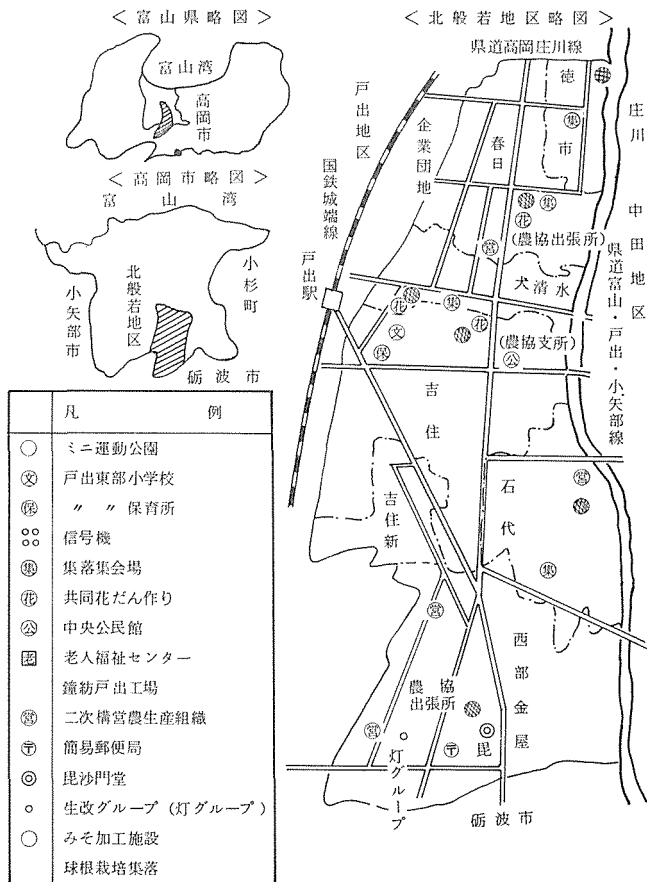 ＜富山県略図＞
富山湾
高岡市
＜高岡市略図＞
富山湾
小矢部市
北般若地区
小杉町
砺波市
凡例
○ ミニ運動公園
文 戸出東部小学校
保 〃 〃 保育所
信号機
集 集落集会場
花 共同花だん作り
公 中央公民館
老 老人福祉センター
鐘紡戸出工場
営 二次構営農生産組織
〒 簡易郵便局
◎ 毘沙門堂
○ 生改グループ（灯グループ）
○ みそ加工施設
球根栽培集落
＜北般若地区略図＞
県道高岡庄川線
戸出地区
国鉄城端線
戸出駅
企業団地
春日
徳市
集
庄川
中田地区
県道富山・戸出・小矢部線
花
集
（農協出張所）
営
犬清水
花
集
花
文
保
（農協支所）
公
吉住
吉住新
石代
営
集
営
西部金屋
農協出張所
営
灯グループ
〒
毘
砺波市